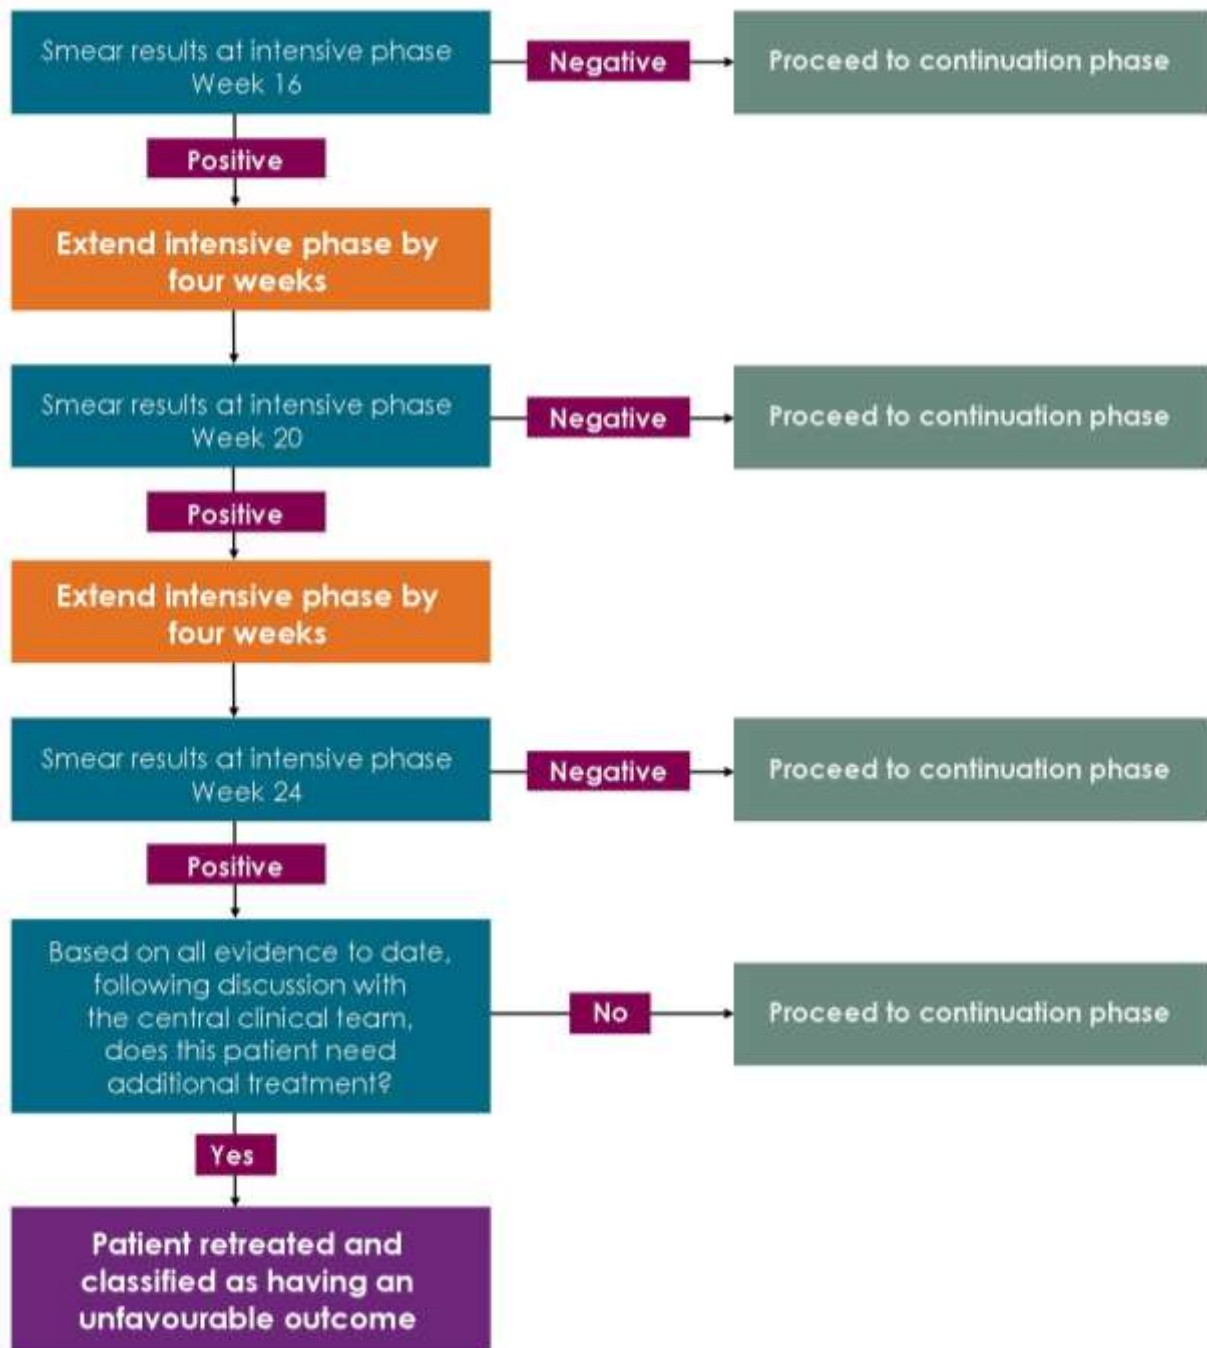 Smear results at intensive phase
Week 16
Negative
Proceed to continuation phase
Positive
Extend intensive phase by
four weeks
Smear results at intensive phase
Week 20
Negative
Proceed to continuation phase
Positive
Extend intensive phase by
four weeks
Smear results at intensive phase
Week 24
Negative
Proceed to continuation phase
Positive
Based on all evidence to date,
following discussion with
the central clinical team,
does this patient need
additional treatment?
No
Proceed to continuation phase
Yes
Patient retreated and
classified as having an
unfavourable outcome